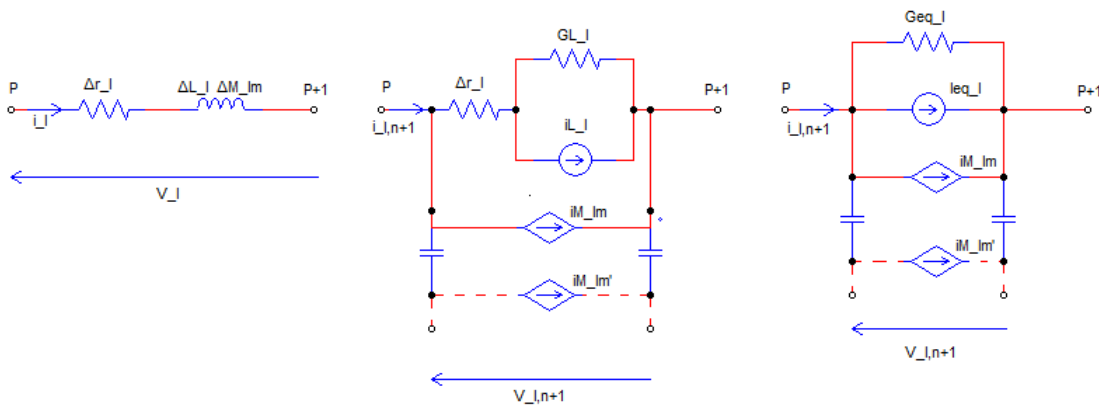 P
Δr_l
ΔL_l ΔM_lm
P+1
i_l
V_l
GL_l
P
Δr_l
P+1
i_l,n+1
iL_l
iM_lm
iM_lm'
V_l,n+1
Geq_l
P
Ieq_l
P+1
i_l,n+1
iM_lm
iM_lm'
V_l,n+1